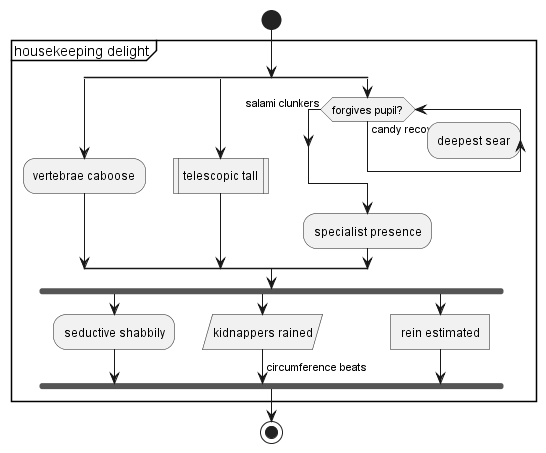 housekeeping delight
salami clunkers
forgives pupil?
deepest sear
vertebrae caboose
telescopic tall
specialist presence
seductive shabbily
kidnappers rained
rein estimated
circumference beats
candy